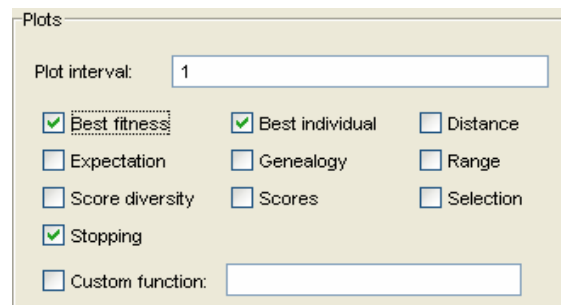 Plots
Plot interval: 1
Best fitness Best individual Distance
Expectation Genealogy Range
Score diversity Scores Selection
Stopping
Custom function: